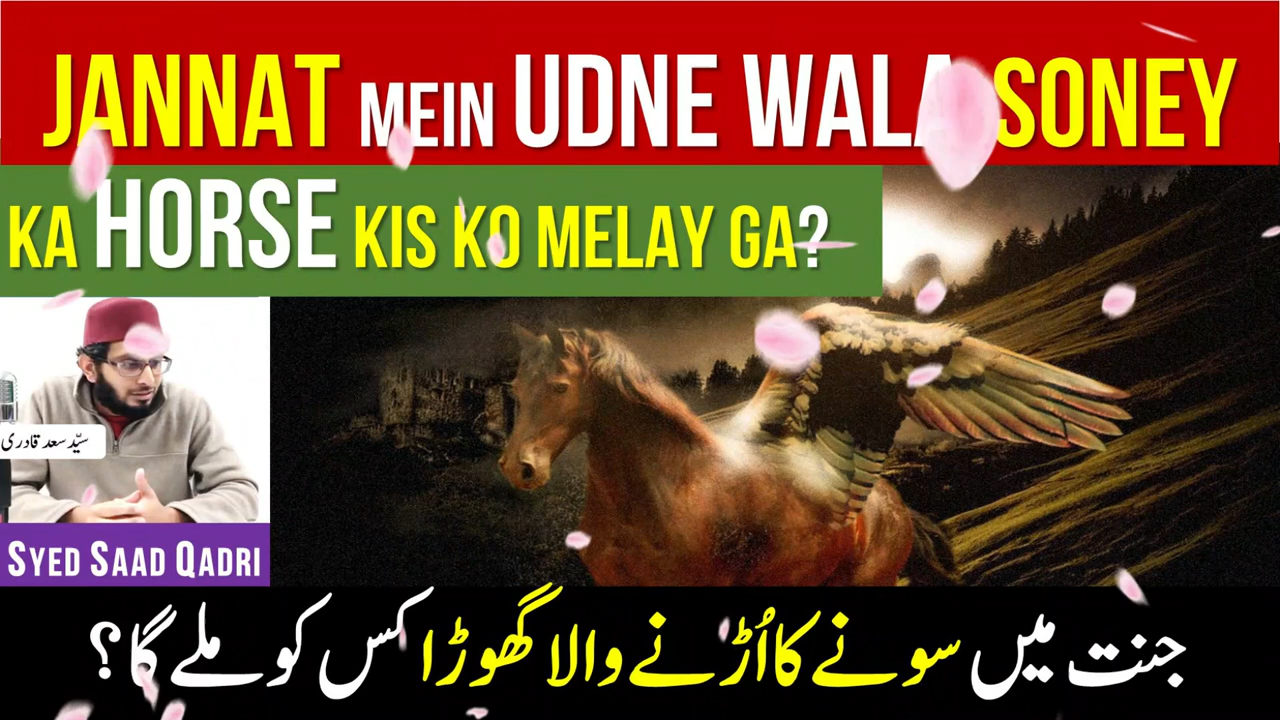 JANNAT MEIN UDNE WALA SONEY
KA HORSE KIS KO MELAY GA?
سیّد سعد قادری
SYED SAAD QADRI
جنت میں سونے کا اُڑنے والا گھوڑا کس کو ملے گا؟